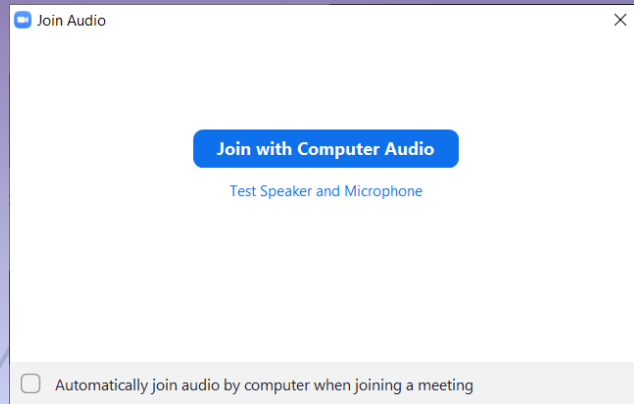 Join Audio
Join with Computer Audio
Test Speaker and Microphone
Automatically join audio by computer when joining a meeting